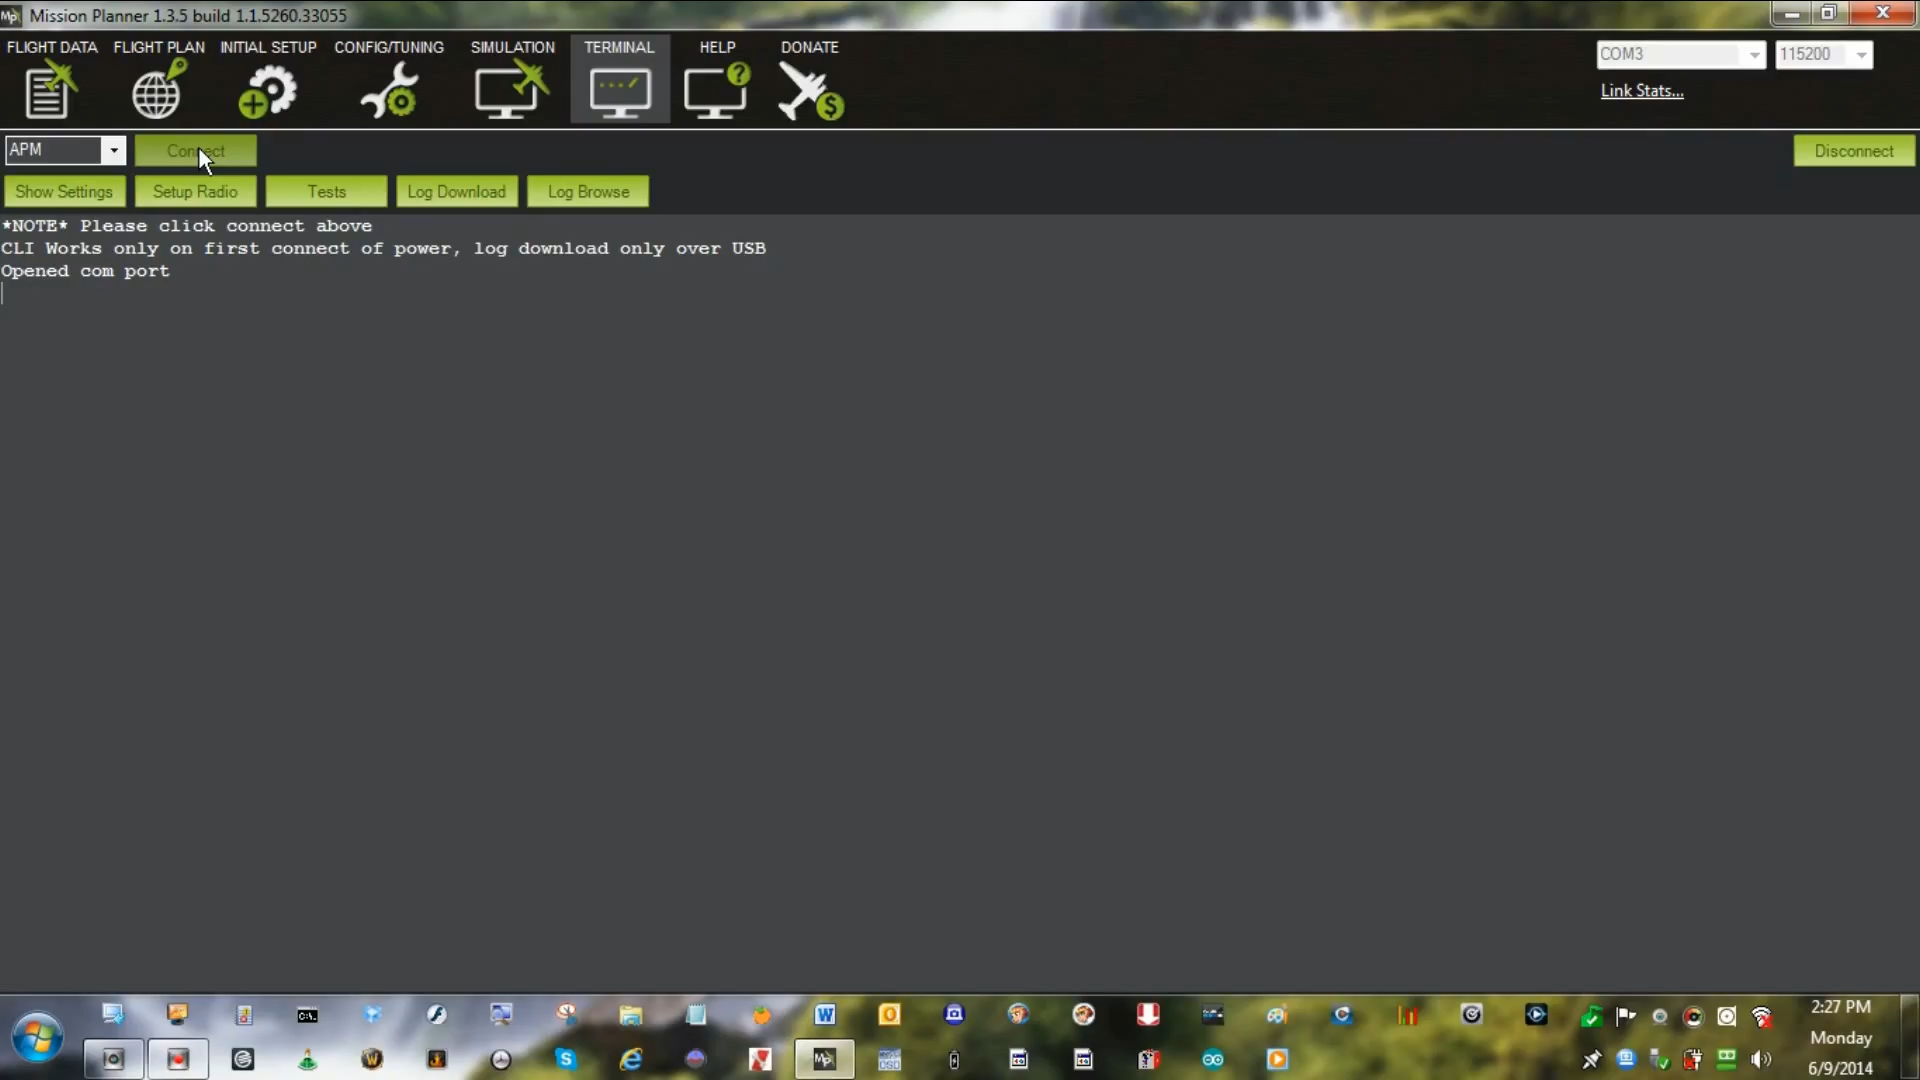 Mission Planner 1.3.5 build 1.1.5260.33055
FLIGHT DATA FLIGHT PLAN INITIAL SETUP CONFIG/TUNING SIMULATION TERMINAL HELP DONATE
COM3 115200
Link Stats...
APM Connect Disconnect
Show Settings Setup Radio Tests Log Download Log Browse
*NOTE* Please click connect above
CLI Works only on first connect of power, log download only over USB
Opened com port
2:27 PM
Monday
6/9/2014